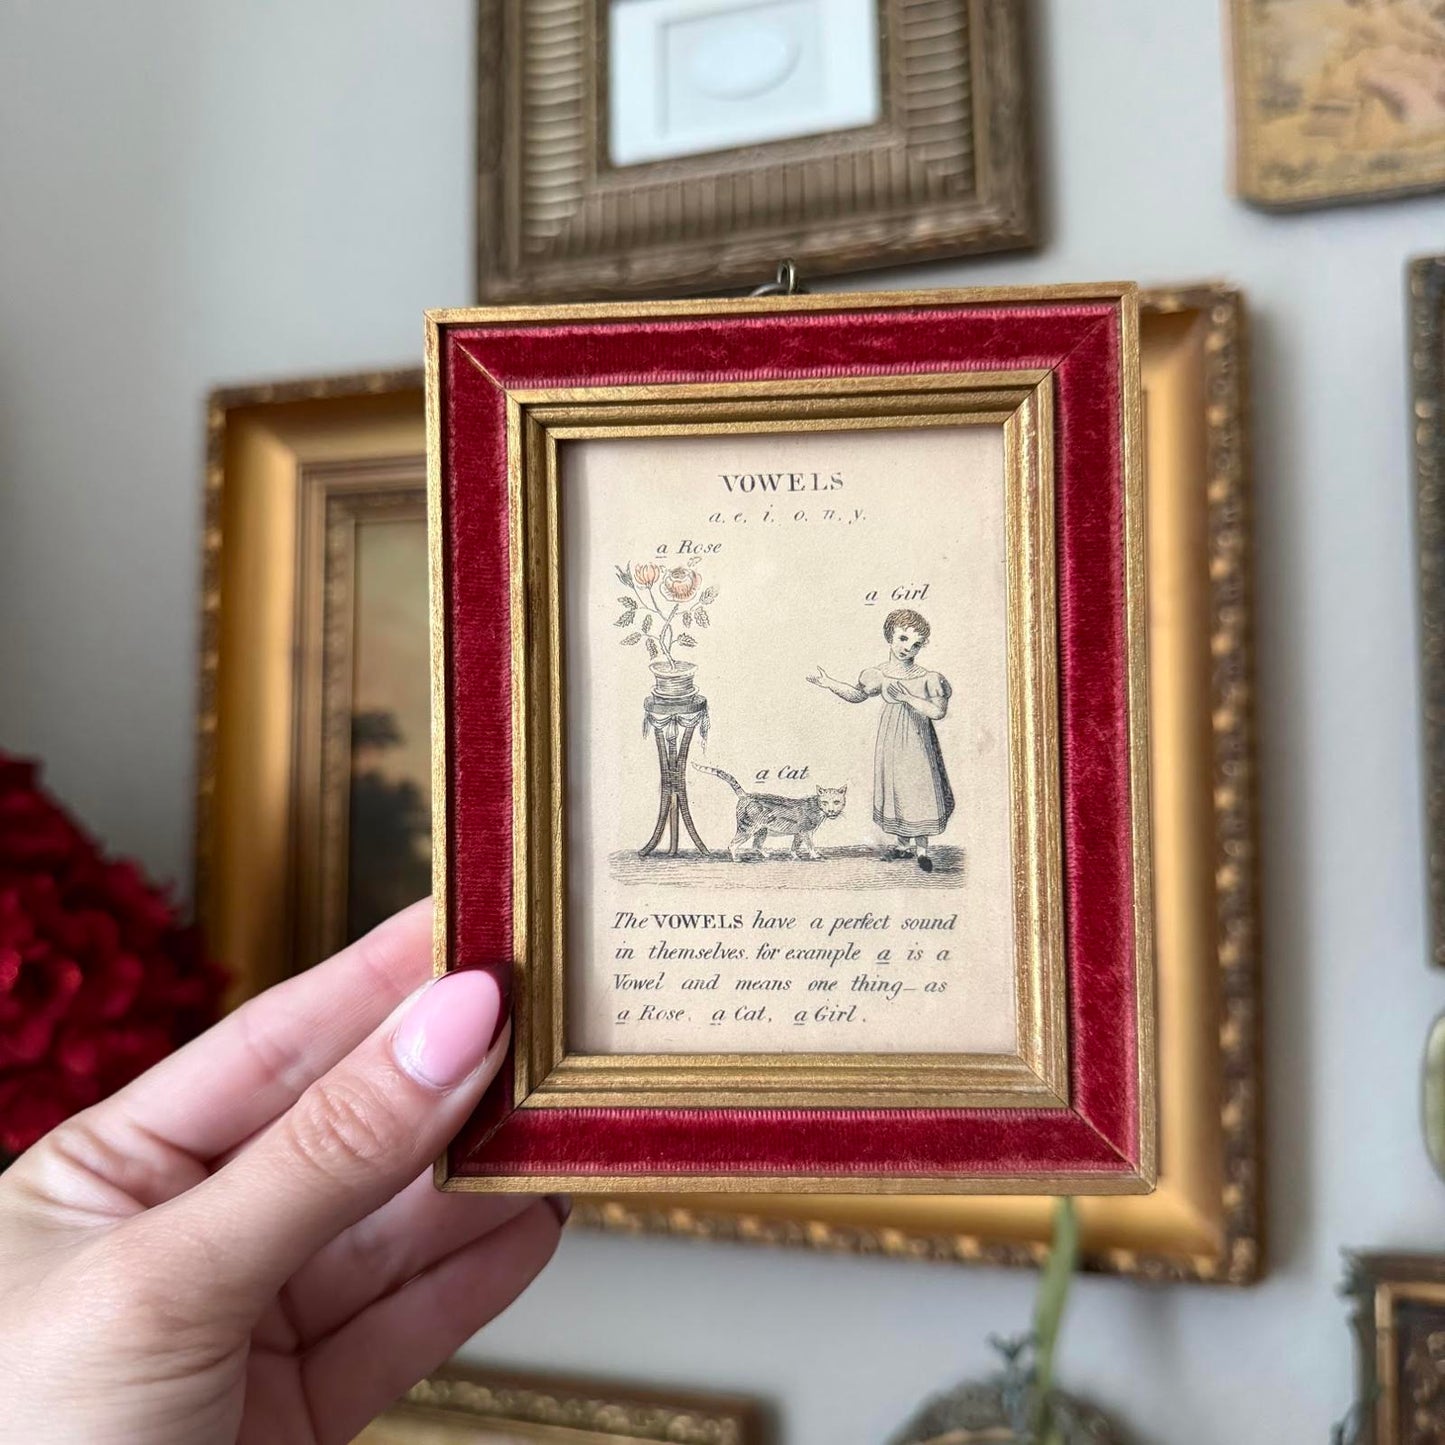 VOWELS
a. e. i. o. n. y.
a Rose
a Girl
a Cat
The VOWELS have a perfect sound
in themselves. for example a is a
Vowel and means one thing – as
a Rose. a Cat, a Girl.